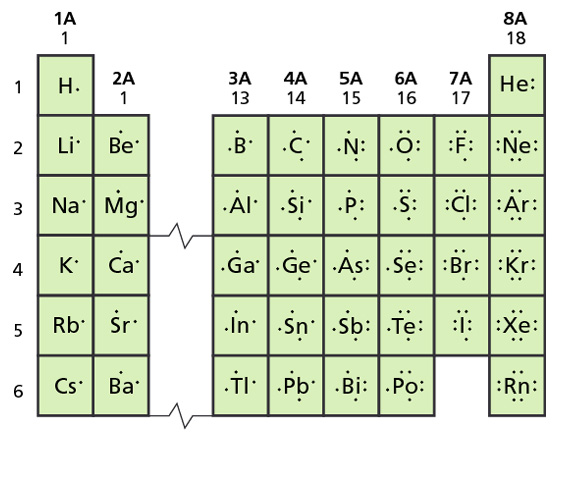 1A 8A
1 18
1 H He
2A 3A 4A 5A 6A 7A
1 13 14 15 16 17
2 Li Be B C N O F Ne
3 Na Mg Al Si P S Cl Ar
4 K Ca Ga Ge As Se Br Kr
5 Rb Sr In Sn Sb Te I Xe
6 Cs Ba Tl Pb Bi Po Rn